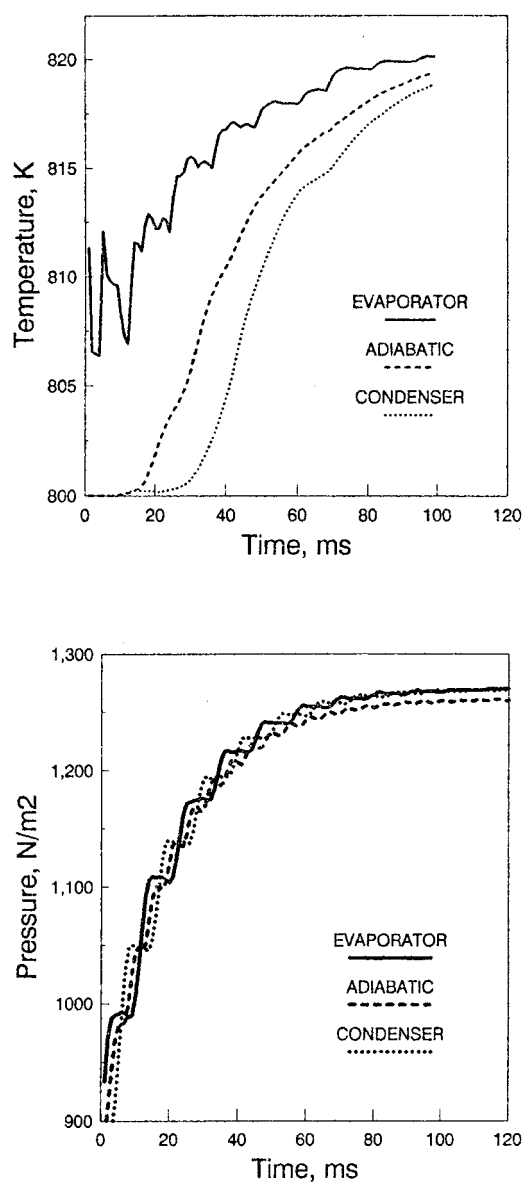 820
815
810
805
800
Temperature, K
EVAPORATOR
ADIABATIC
CONDENSER
0 20 40 60 80 100 120
Time, ms
1,300
1,200
1,100
1000
900
Pressure, N/m2
EVAPORATOR
ADIABATIC
CONDENSER
0 20 40 60 80 100 120
Time, ms